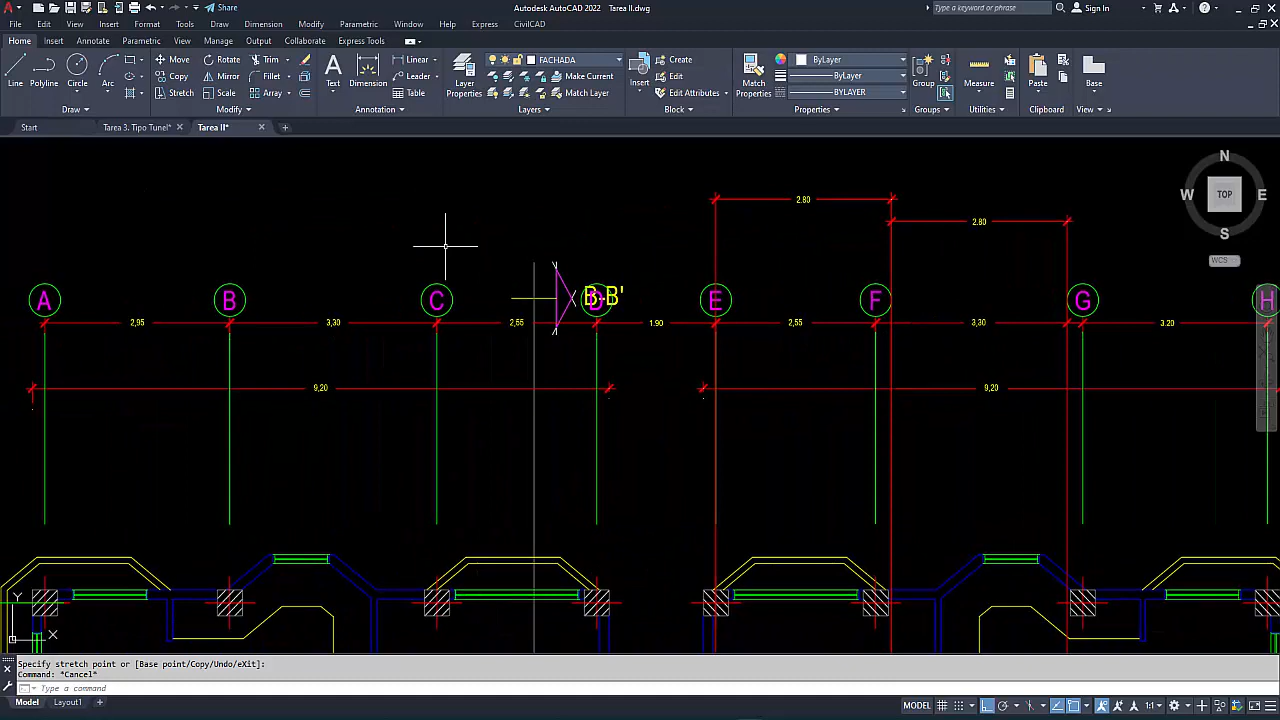 Share
Autodesk AutoCAD 2022 Tarea II.dwg
Type a keyword or phrase
Sign In
File Edit View Insert Format Tools Draw Dimension Modify Parametric Window Help Express CivilCAD
Home Insert Annotate Parametric View Manage Output Collaborate Express Tools
Line Polyline Circle Arc
Move Rotate Trim
Copy Mirror Fillet
Stretch Scale Array
Text Dimension
Linear
Leader
Table
Layer Properties
FACHADA
Make Current
Match Layer
Insert
Create
Edit
Edit Attributes
Match Properties
ByLayer
ByLayer
BYLAYER
Group
Measure
Paste
Base
Draw Modify Annotation Layers Block Properties Groups Utilities Clipboard View
Start Tarea 3. Tipo Tunel* Tarea II*
N
W TOP E
S
WCS
2.80
2.80
A B C B-B' D E F G H
2,95 3,30 2,55 1.90 2,55 3,30 3.20
9,20 9,20
Y
X
Specify stretch point or [Base point/Copy/Undo/eXit]:
Command: *Cancel*
Type a command
Model Layout1
MODEL 1:1